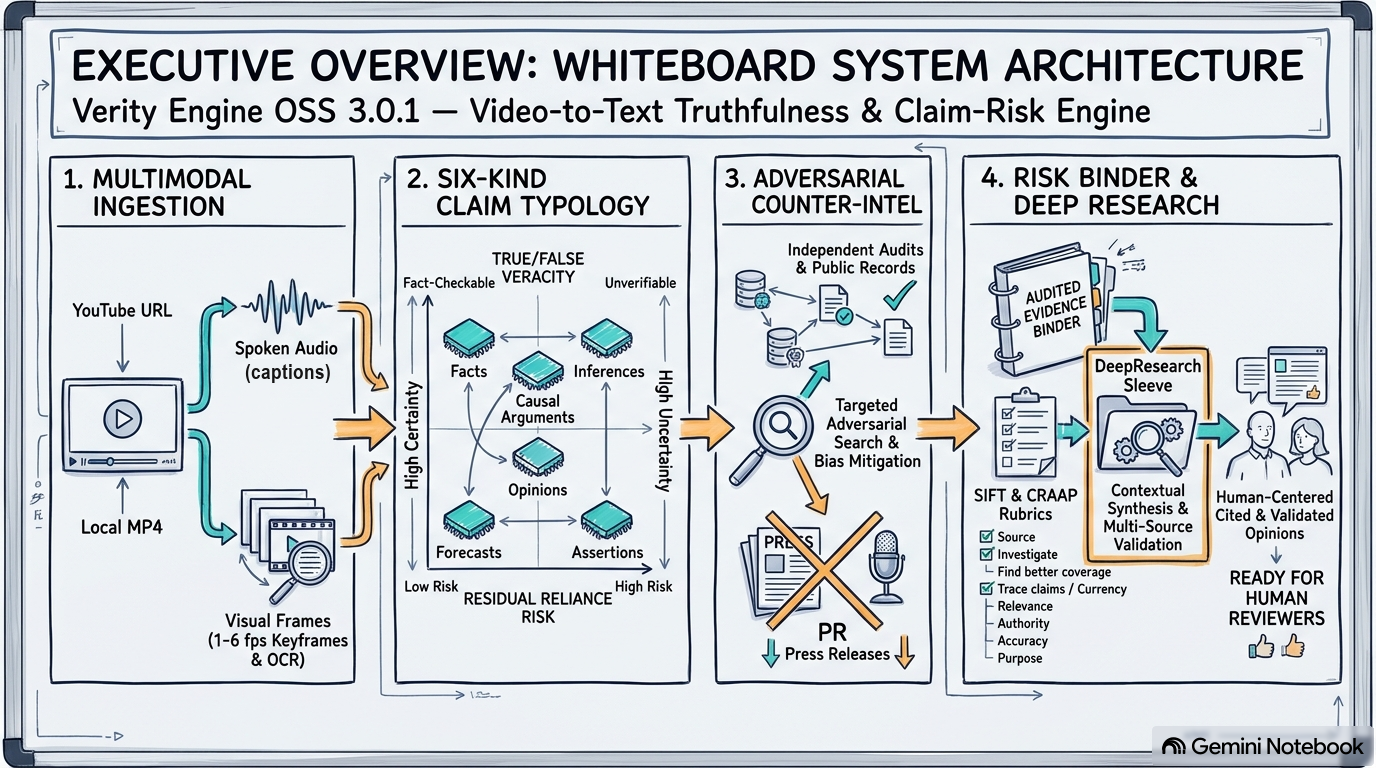 EXECUTIVE OVERVIEW: WHITEBOARD SYSTEM ARCHITECTURE
Verity Engine OSS 3.0.1 — Video-to-Text Truthfulness & Claim-Risk Engine
1. MULTIMODAL
INGESTION
YouTube URL
Spoken Audio
(captions)
Local MP4
Visual Frames
(1-6 fps Keyframes
& OCR)
2. SIX-KIND
CLAIM TYPOLOGY
TRUE/FALSE
VERACITY
Fact-Checkable
Unverifiable
High Certainty
High Uncertainty
Facts
Inferences
Causal
Arguments
Opinions
Forecasts
Assertions
Low Risk
High Risk
RESIDUAL RELIANCE
RISK
3. ADVERSARIAL
COUNTER-INTEL
Independent Audits
& Public Records
Targeted
Adversarial
Search &
Bias Mitigation
PRESS
PR
Press Releases
4. RISK BINDER &
DEEP RESEARCH
AUDITED
EVIDENCE
BINDER
DeepResearch
Sleeve
Contextual
Synthesis &
Multi-Source
Validation
SIFT & CRAAP
Rubrics
Source
Investigate
Find better coverage
Trace claims / Currency
Relevance
Authority
Accuracy
Purpose
Human-Centered
Cited & Validated
Opinions
READY FOR
HUMAN
REVIEWERS
Gemini Notebook